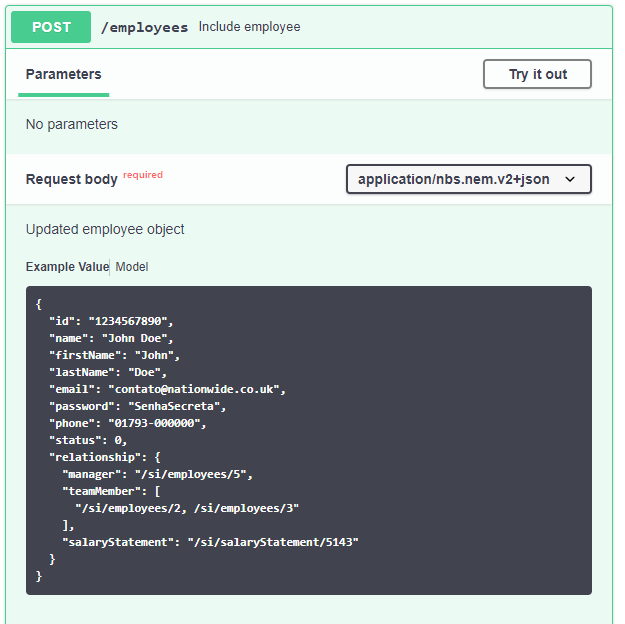 POST /employees Include employee
Parameters Try it out
No parameters
Request body required application/nbs.nem.v2+json
Updated employee object
Example Value Model
{
  "id": "1234567890",
  "name": "John Doe",
  "firstName": "John",
  "lastName": "Doe",
  "email": "contato@nationwide.co.uk",
  "password": "SenhaSecreta",
  "phone": "01793-000000",
  "status": 0,
  "relationship": {
    "manager": "/si/employees/5",
    "teamMember": [
      "/si/employees/2, /si/employees/3"
    ],
    "salaryStatement": "/si/salaryStatement/5143"
  }
}